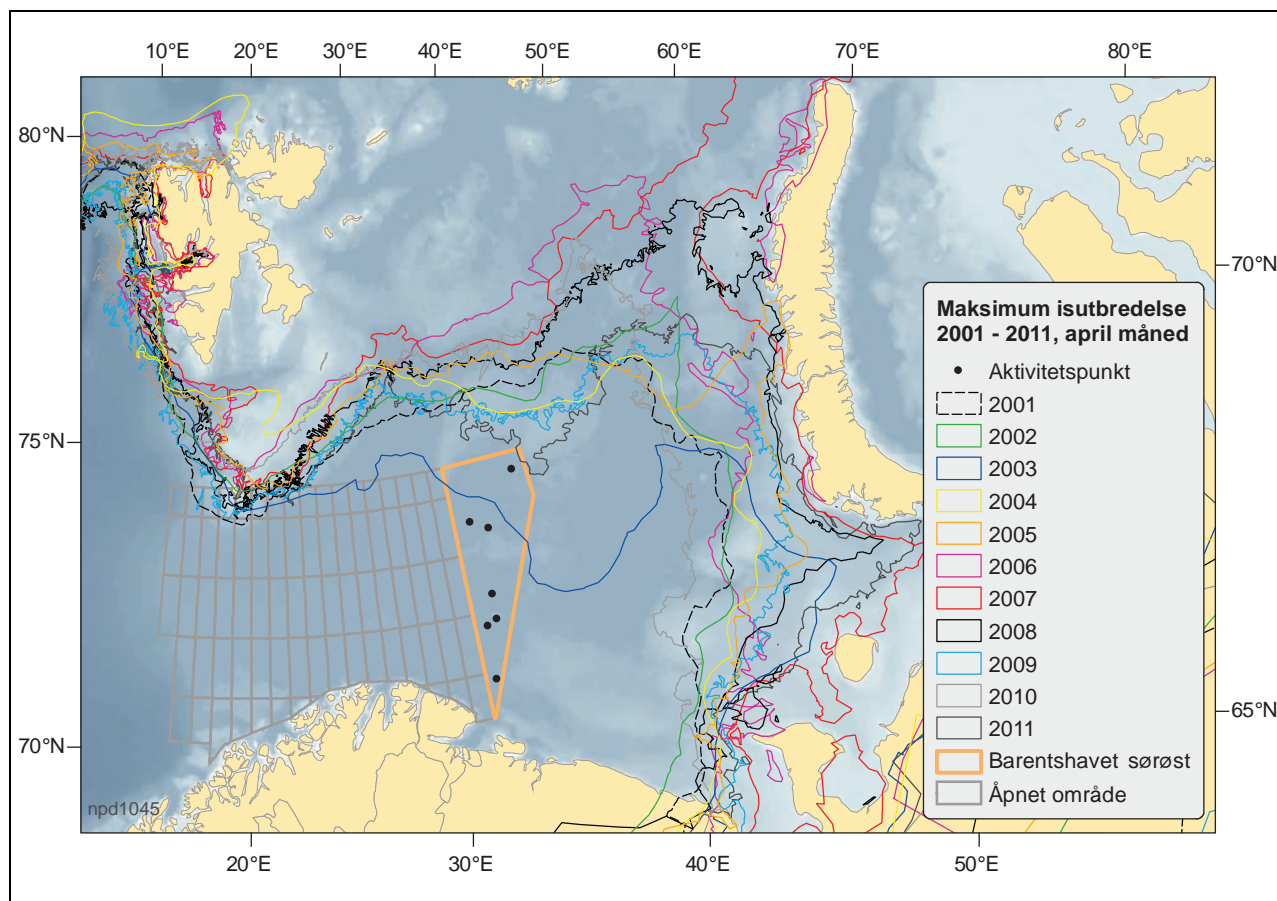 10°E 20°E 30°E 40°E 50°E 60°E 70°E 80°E
80°N
70°N
75°N
65°N
70°N
Maksimum isutbredelse
2001 - 2011, april måned
Aktivitetspunkt
2001
2002
2003
2004
2005
2006
2007
2008
2009
2010
2011
Barentshavet sørøst
Åpnet område
npd1045
20°E 30°E 40°E 50°E